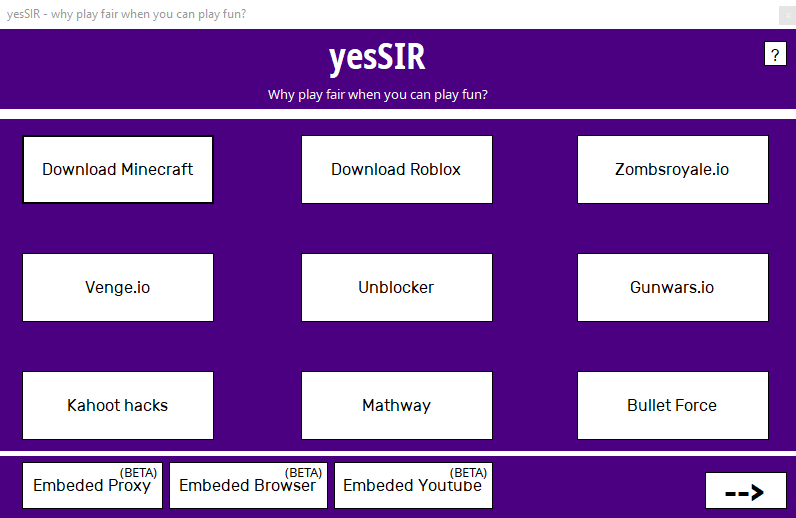 yesSIR - why play fair when you can play fun?
x
yesSIR
?
Why play fair when you can play fun?
Download Minecraft
Download Roblox
Zombsroyale.io
Venge.io
Unblocker
Gunwars.io
Kahoot hacks
Mathway
Bullet Force
(BETA)
Embeded Proxy
(BETA)
Embeded Browser
(BETA)
Embeded Youtube
-->